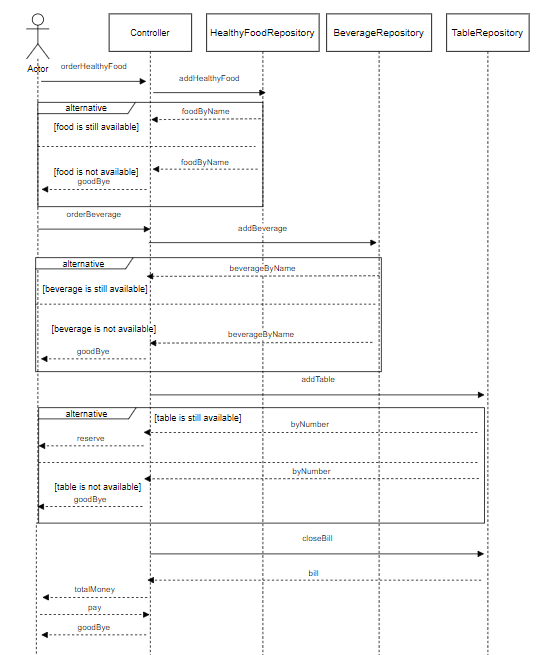 Controller
HealthyFoodRepository
BeverageRepository
TableRepository
Actor
orderHealthyFood
addHealthyFood
alternative
foodByName
[food is still available]
foodByName
[food is not available]
goodBye
orderBeverage
addBeverage
alternative
beverageByName
[beverage is still available]
[beverage is not available]
beverageByName
goodBye
addTable
alternative
[table is still available]
byNumber
reserve
byNumber
[table is not available]
goodBye
closeBill
bill
totalMoney
pay
goodBye